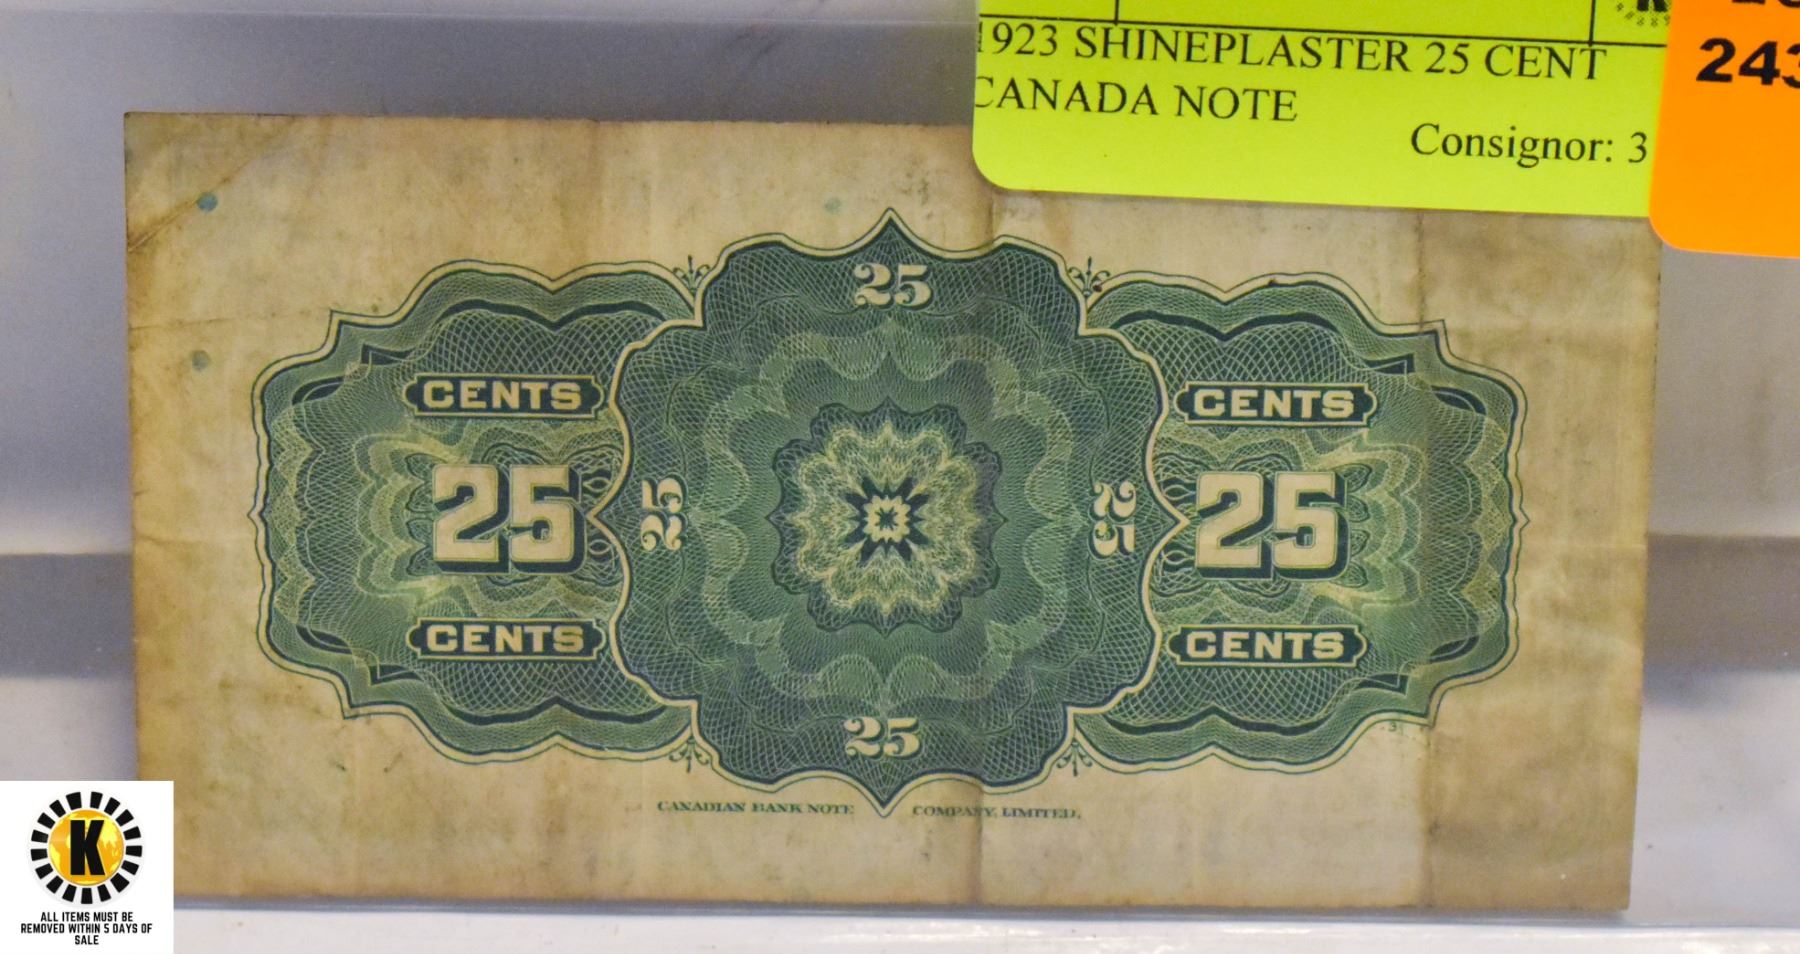 1923 SHINEPLASTER 25 CENT
CANADA NOTE
Consignor: 3
243
25
CENTS
CENTS
25
25
25
25
CENTS
CENTS
25
CANADIAN BANK NOTE COMPANY, LIMITED.
K
ALL ITEMS MUST BE
REMOVED WITHIN 5 DAYS OF
SALE